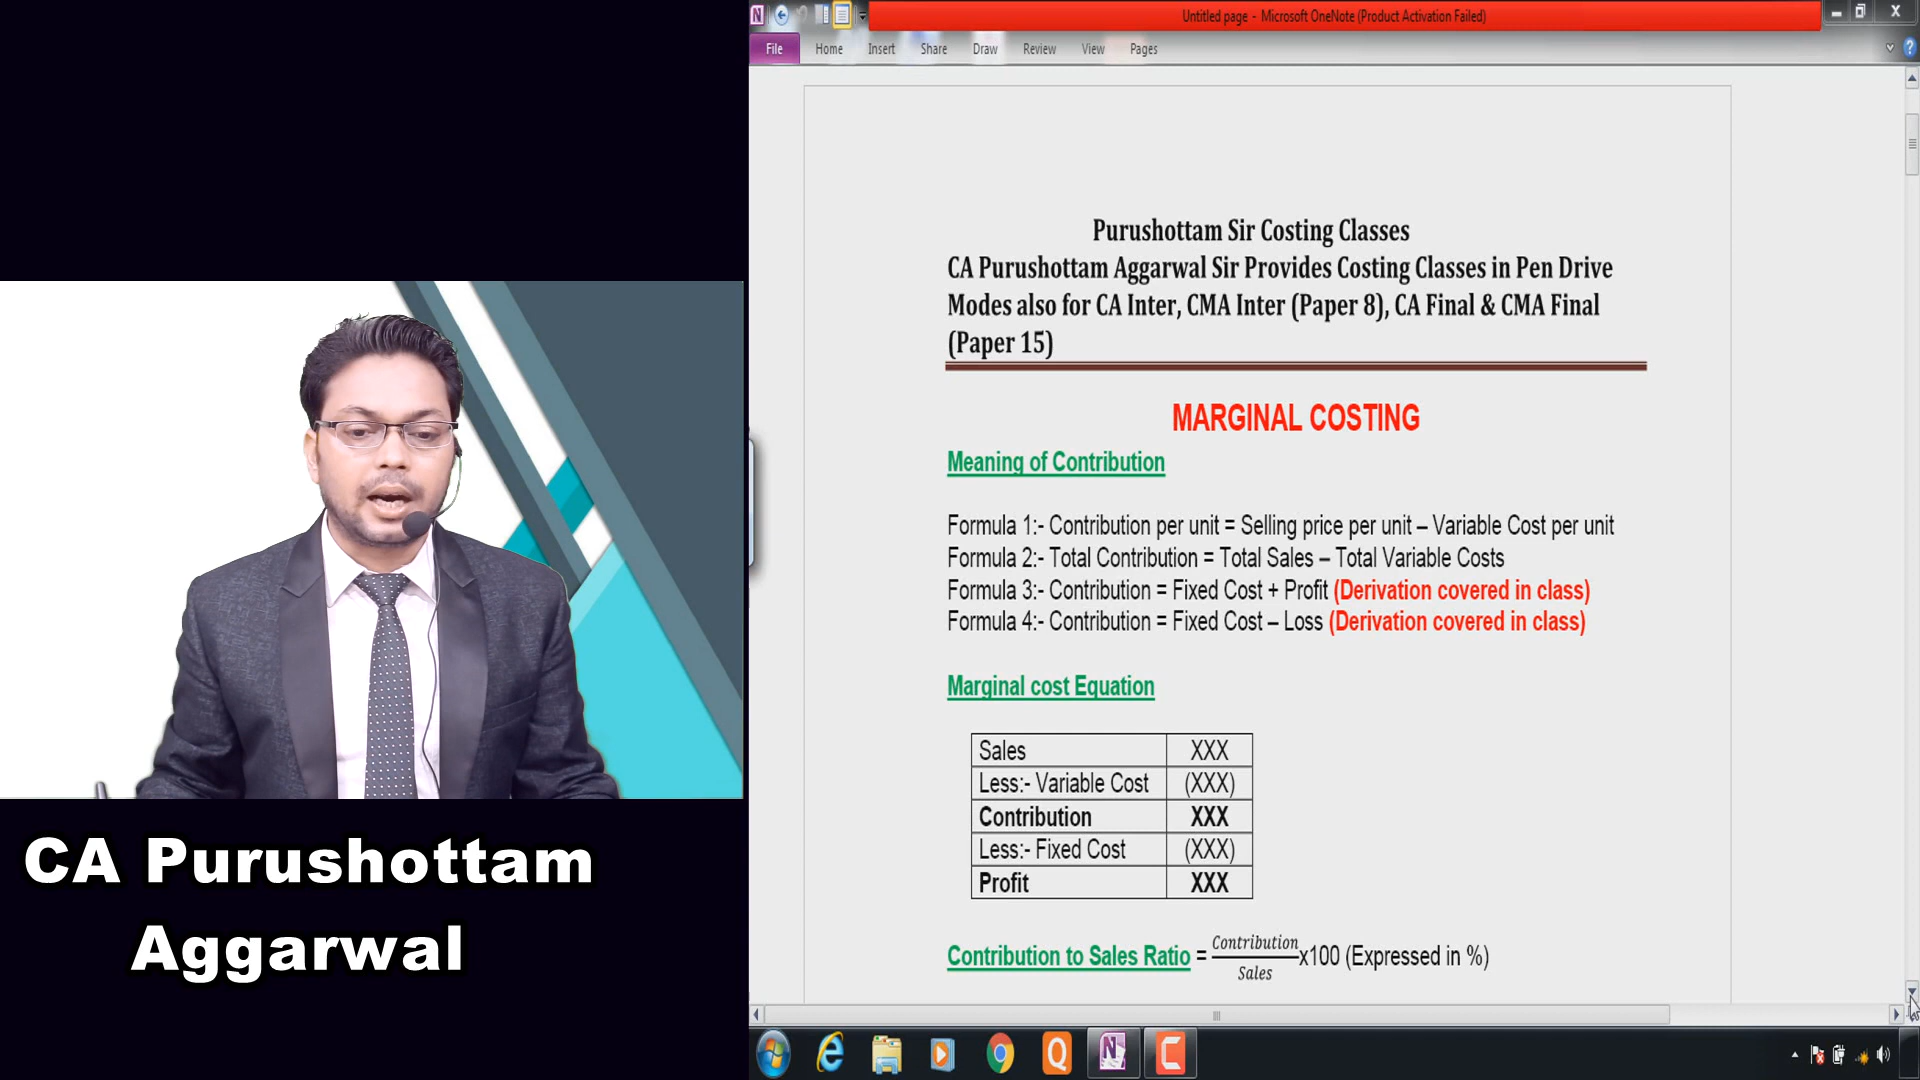 Untitled page - Microsoft OneNote (Product Activation Failed)
File Home Insert Share Draw Review View Pages
Purushottam Sir Costing Classes
CA Purushottam Aggarwal Sir Provides Costing Classes in Pen Drive
Modes also for CA Inter, CMA Inter (Paper 8), CA Final & CMA Final
(Paper 15)
MARGINAL COSTING
Meaning of Contribution
Formula 1:- Contribution per unit = Selling price per unit – Variable Cost per unit
Formula 2:- Total Contribution = Total Sales – Total Variable Costs
Formula 3:- Contribution = Fixed Cost + Profit (Derivation covered in class)
Formula 4:- Contribution = Fixed Cost – Loss (Derivation covered in class)
Marginal cost Equation
Sales XXX
Less:- Variable Cost (XXX)
Contribution XXX
Less:- Fixed Cost (XXX)
Profit XXX
Contribution to Sales Ratio = Contribution/Sales x100 (Expressed in %)
CA Purushottam
Aggarwal